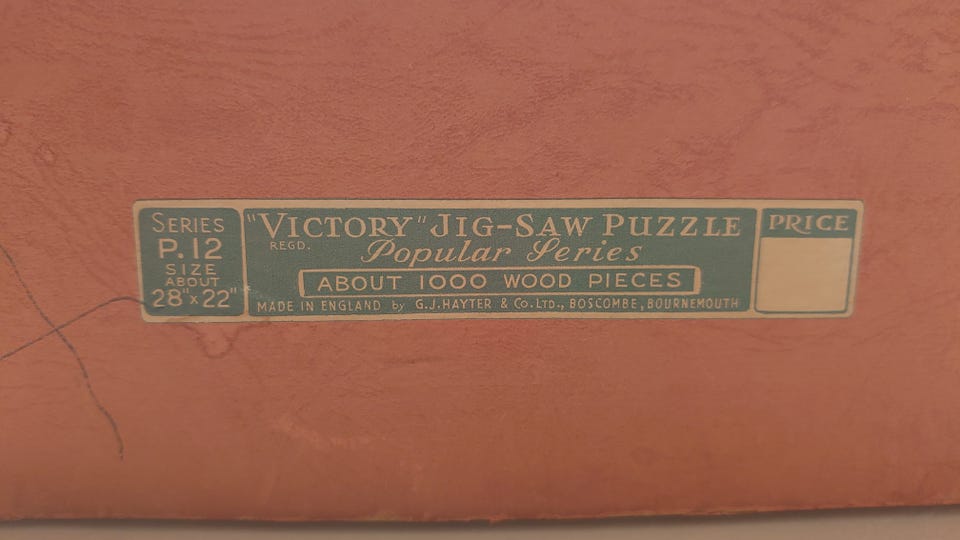 SERIES
P.12
SIZE
ABOUT
28" x 22"
"VICTORY" JIG-SAW PUZZLE
REGD.
Popular Series
ABOUT 1000 WOOD PIECES
MADE IN ENGLAND by G.J.HAYTER & CO.LTD., BOSCOMBE, BOURNEMOUTH
PRICE